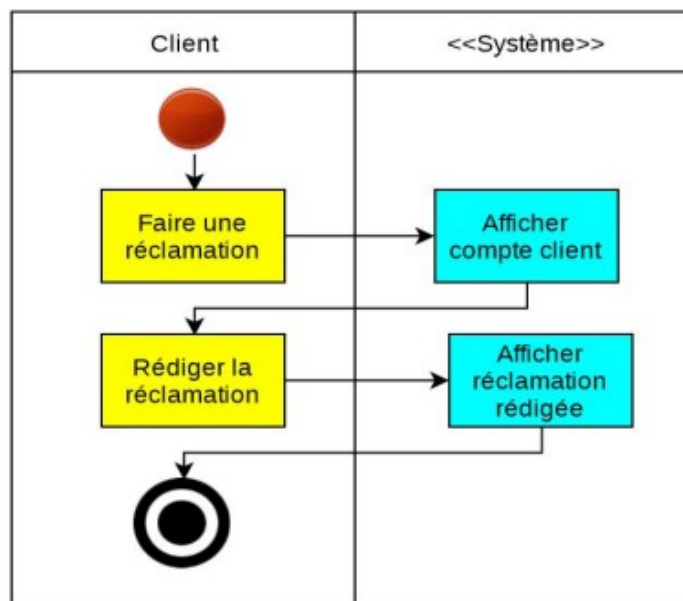 Client
<<Système>>
Faire une
réclamation
Afficher
compte client
Rédiger la
réclamation
Afficher
réclamation
rédigée